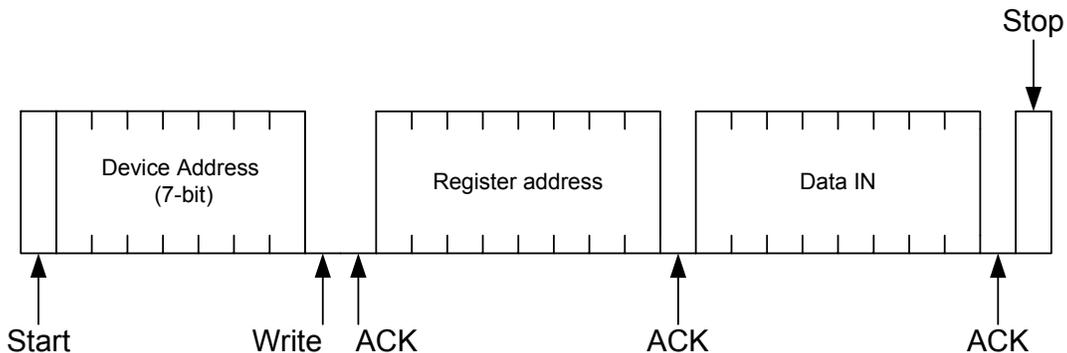 Stop
Device Address
(7-bit)
Register address
Data IN
Start
Write
ACK
ACK
ACK